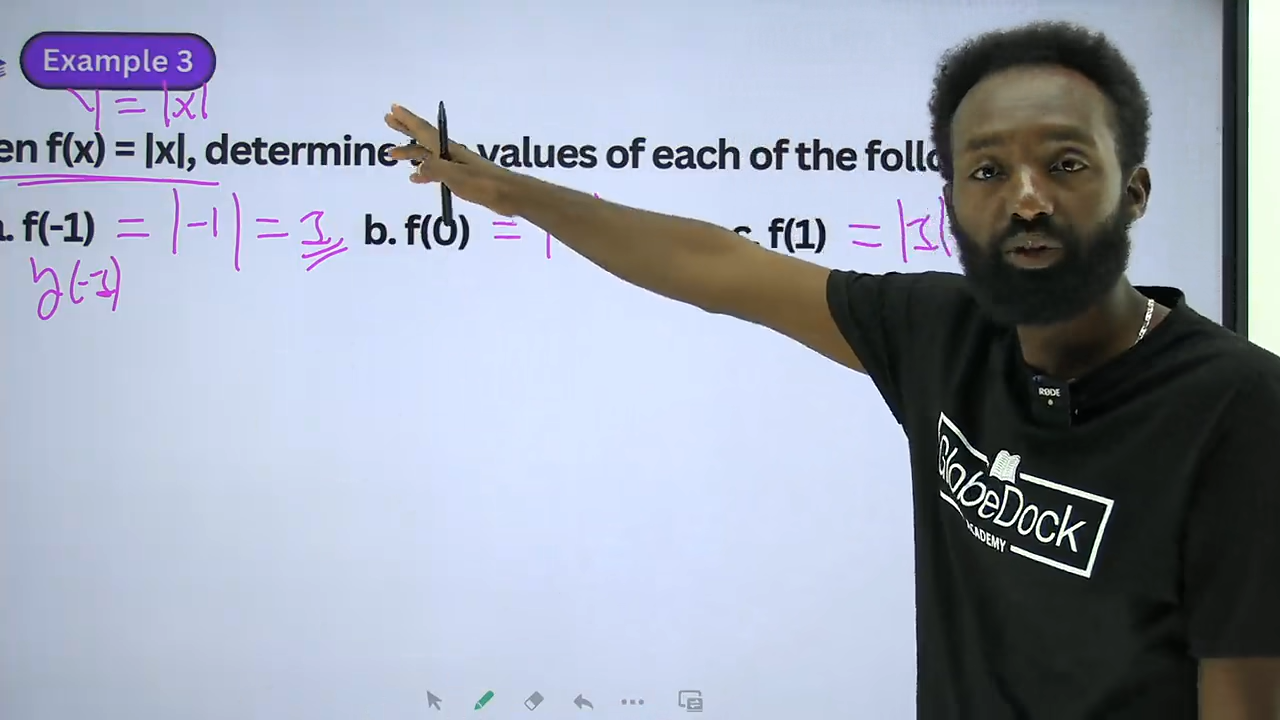 Example 3
y = |x|
en f(x) = |x|, determine values of each of the follo
a. f(-1) = |-1| = 1 b. f(0) = | c. f(1) = |1|
y(-1)
RØDE
GlobeDock
ACADEMY